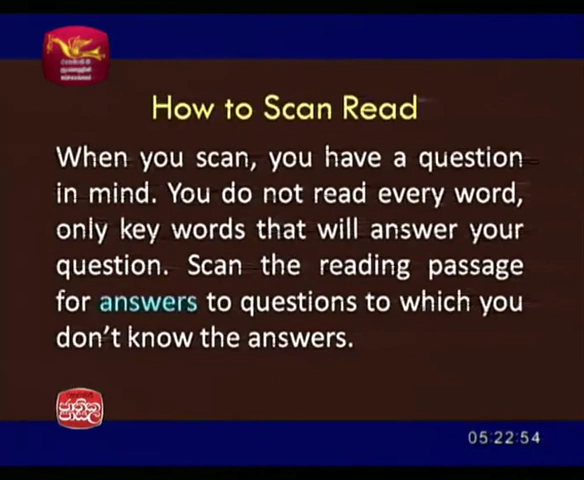 How to Scan Read
When you scan, you have a question
in mind. You do not read every word,
only key words that will answer your
question. Scan the reading passage
for answers to questions to which you
don't know the answers.
05:22:54